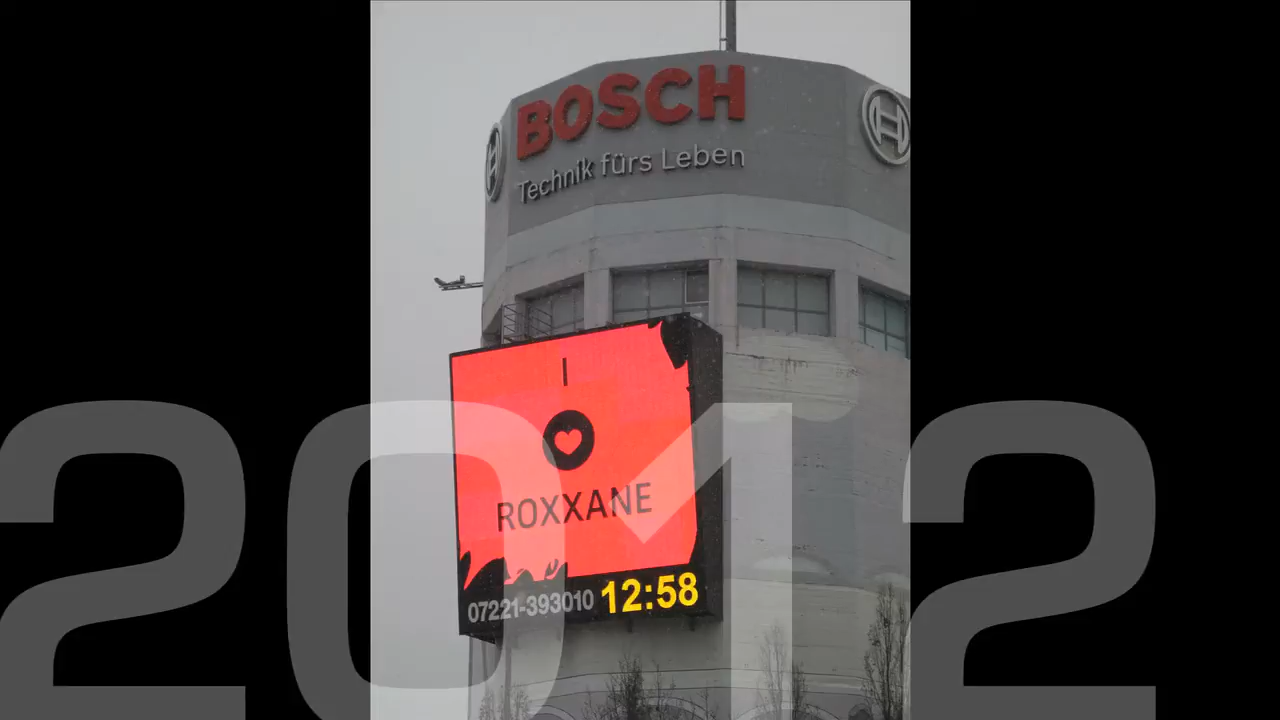 BOSCH
Technik fürs Leben
I
ROXXANE
07221-393010 12:58
2012